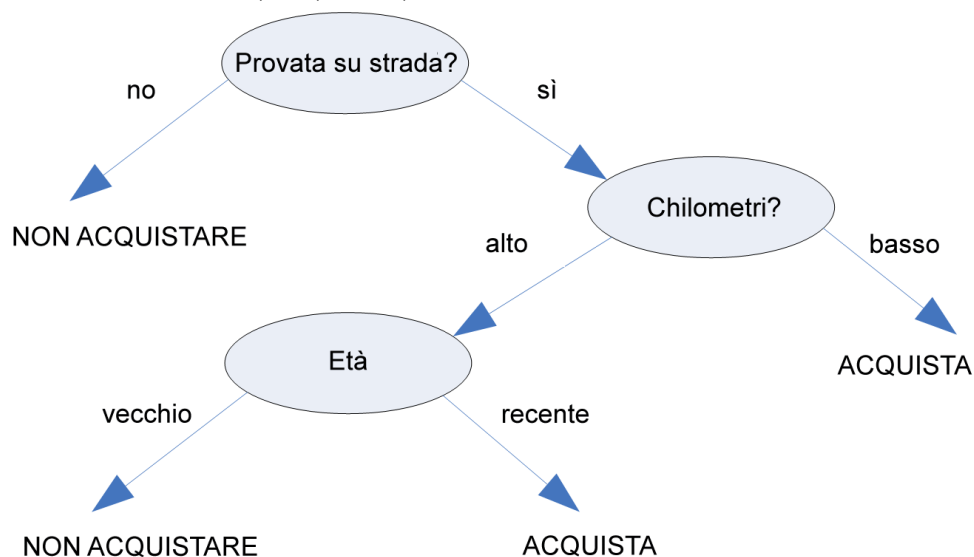 Provata su strada?
no
sì
Chilometri?
NON ACQUISTARE
alto
basso
Età
ACQUISTA
vecchio
recente
NON ACQUISTARE
ACQUISTA